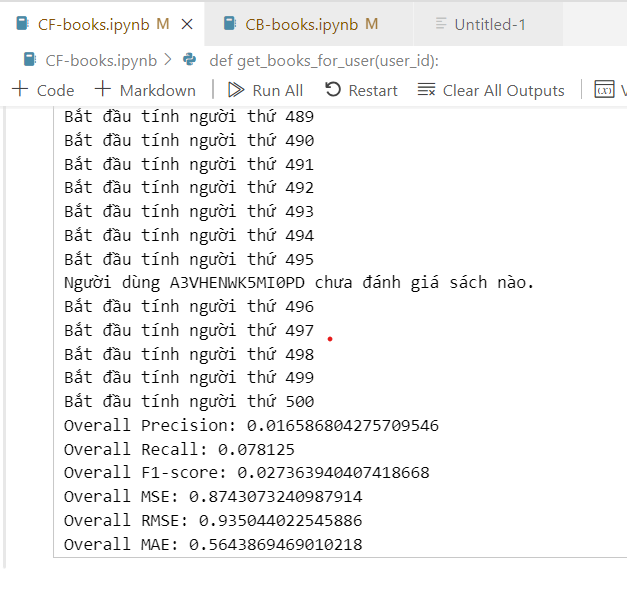 CF-books.ipynb M
CB-books.ipynb M
Untitled-1
CF-books.ipynb > def get_books_for_user(user_id):
Code
Markdown
Run All
Restart
Clear All Outputs
Bắt đầu tính người thứ 489
Bắt đầu tính người thứ 490
Bắt đầu tính người thứ 491
Bắt đầu tính người thứ 492
Bắt đầu tính người thứ 493
Bắt đầu tính người thứ 494
Bắt đầu tính người thứ 495
Người dùng A3VHENWK5MI0PD chưa đánh giá sách nào.
Bắt đầu tính người thứ 496
Bắt đầu tính người thứ 497
Bắt đầu tính người thứ 498
Bắt đầu tính người thứ 499
Bắt đầu tính người thứ 500
Overall Precision: 0.016586804275709546
Overall Recall: 0.078125
Overall F1-score: 0.027363940407418668
Overall MSE: 0.8743073240987914
Overall RMSE: 0.935044022545886
Overall MAE: 0.5643869469010218